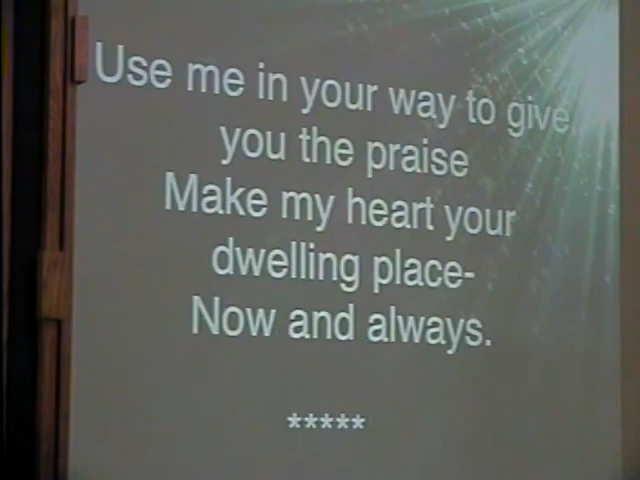 Use me in your way to give
you the praise
Make my heart your
dwelling place-
Now and always.
*****